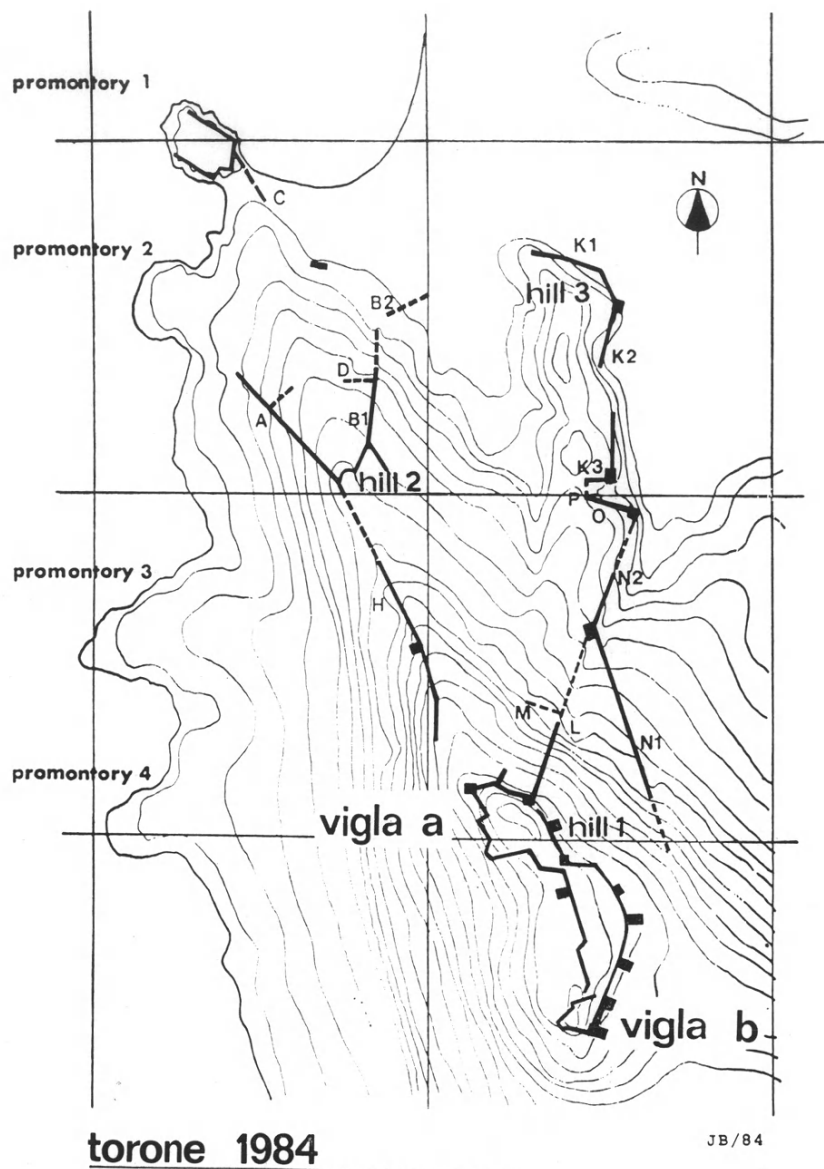 promontory 1
C
N
promontory 2
K1
hill 3
B2
K2
D
A
B1
K3
hill 2
P
O
promontory 3
N2
H
M
L
N1
promontory 4
vigla a
hill 1
vigla b
torone 1984
JB/84